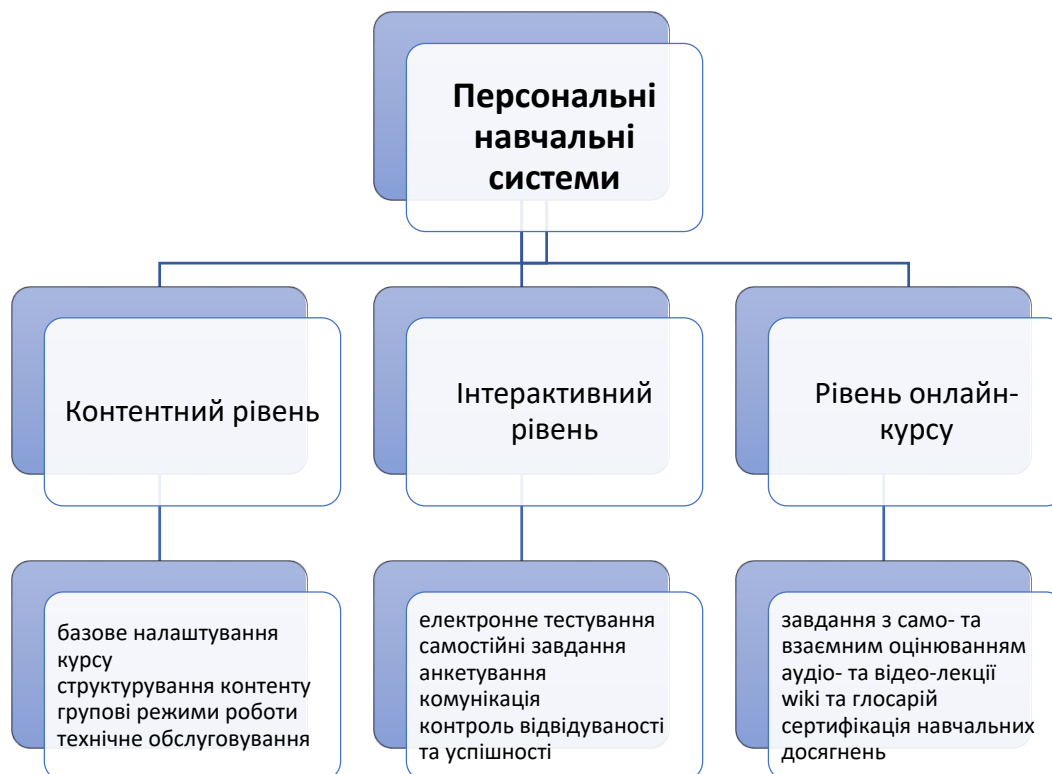 Персональні
навчальні
системи
Контентний рівень
Інтерактивний
рівень
Рівень онлайн-
курсу
базове налаштування
курсу
структурування контенту
групові режими роботи
технічне обслуговування
електронне тестування
самостійні завдання
анкетування
комунікація
контроль відвідуваності
та успішності
завдання з само- та
взаємним оцінюванням
аудіо- та відео-лекції
wiki та глосарій
сертифікація навчальних
досягнень